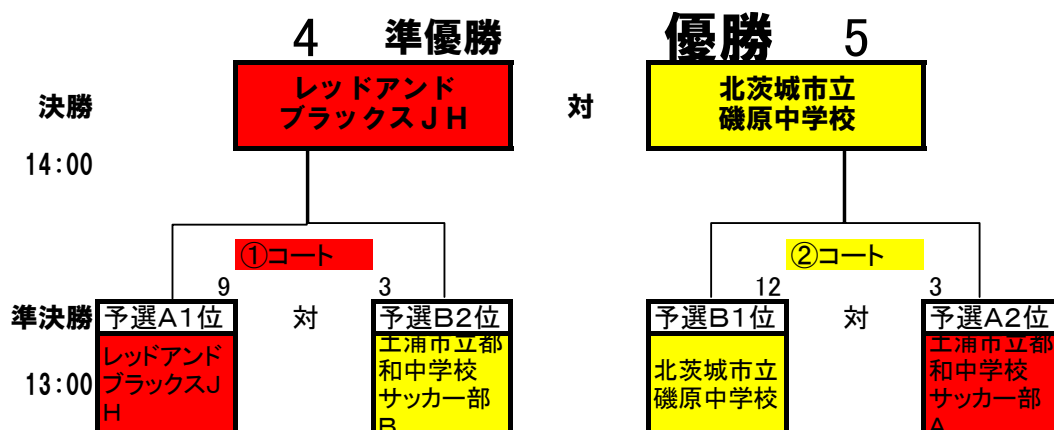 4 準優勝 優勝 5
決勝
レッドアンド
ブラックスJH
対
北茨城市立
磯原中学校
14:00
①コート
②コート
9 3 12 3
準決勝
予選A1位
対
予選B2位
予選B1位
対
予選A2位
13:00
レッドアンド
ブラックスJ
H
土浦市立都
和中学校
サッカー部
B
北茨城市立
磯原中学校
土浦市立都
和中学校
サッカー部
A